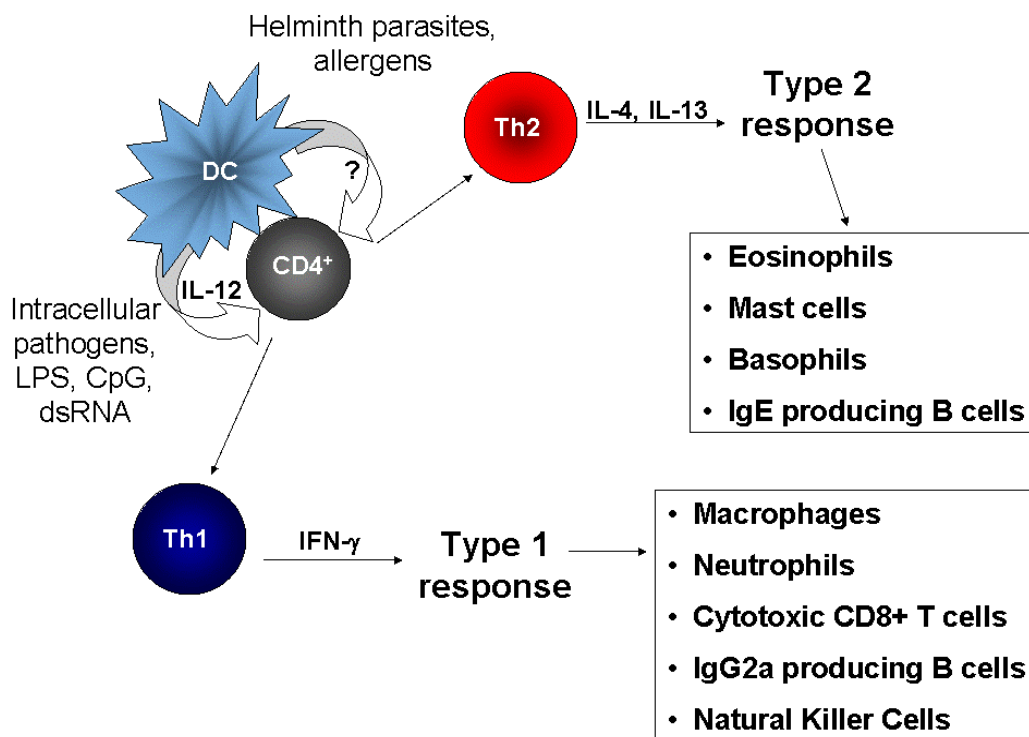 Helminth parasites,
allergens
DC
?
CD4⁺
IL-12
Intracellular
pathogens,
LPS, CpG,
dsRNA
Th2
IL-4, IL-13
Type 2
response
• Eosinophils
• Mast cells
• Basophils
• IgE producing B cells
Th1
IFN-γ
Type 1
response
• Macrophages
• Neutrophils
• Cytotoxic CD8+ T cells
• IgG2a producing B cells
• Natural Killer Cells